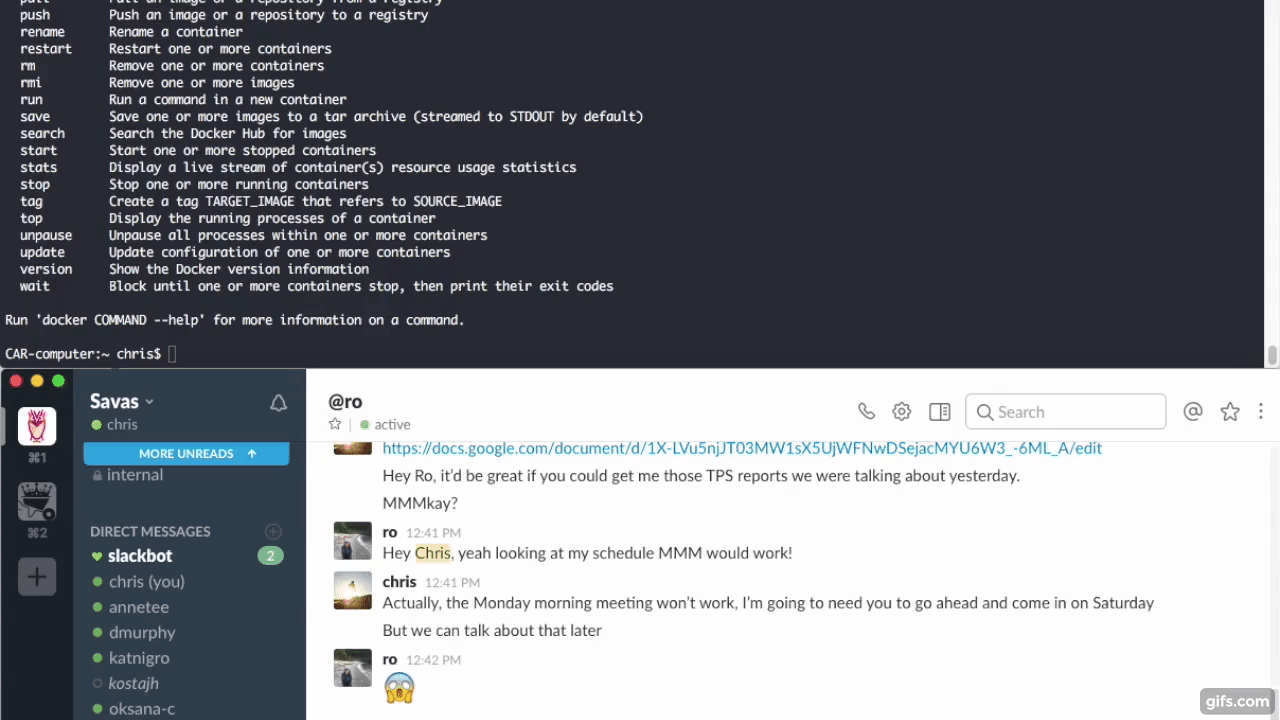 pull Pull an image or a repository from a registry
push Push an image or a repository to a registry
rename Rename a container
restart Restart one or more containers
rm Remove one or more containers
rmi Remove one or more images
run Run a command in a new container
save Save one or more images to a tar archive (streamed to STDOUT by default)
search Search the Docker Hub for images
start Start one or more stopped containers
stats Display a live stream of container(s) resource usage statistics
stop Stop one or more running containers
tag Create a tag TARGET_IMAGE that refers to SOURCE_IMAGE
top Display the running processes of a container
unpause Unpause all processes within one or more containers
update Update configuration of one or more containers
version Show the Docker version information
wait Block until one or more containers stop, then print their exit codes
Run 'docker COMMAND --help' for more information on a command.
CAR-computer:~ chris$
⌘1
⌘2
Savas
chris
MORE UNREADS ↑
internal
DIRECT MESSAGES
slackbot 2
chris (you)
annetee
dmurphy
katnigro
kostajh
oksana-c
@ro
active
Search
https://docs.google.com/document/d/1X-LVu5njJT03MW1sX5UjWFNwDSejacMYU6W3_-6ML_A/edit
Hey Ro, it'd be great if you could get me those TPS reports we were talking about yesterday.
MMMkay?
ro 12:41 PM
Hey Chris, yeah looking at my schedule MMM would work!
chris 12:41 PM
Actually, the Monday morning meeting won't work, I'm going to need you to go ahead and come in on Saturday
But we can talk about that later
ro 12:42 PM
gifs.com